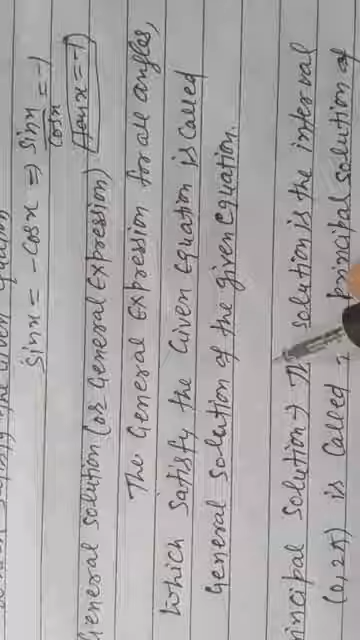 sinx = -cosx ⇒ sinx/cosx = -1
tanx = -1
General solution (or General Expression)
The General Expression for all angles,
which satisfy the Given Equation is called
General solution of the given Equation.
incipal solution → solution is the interval
(0, 2π) is called principal solution of